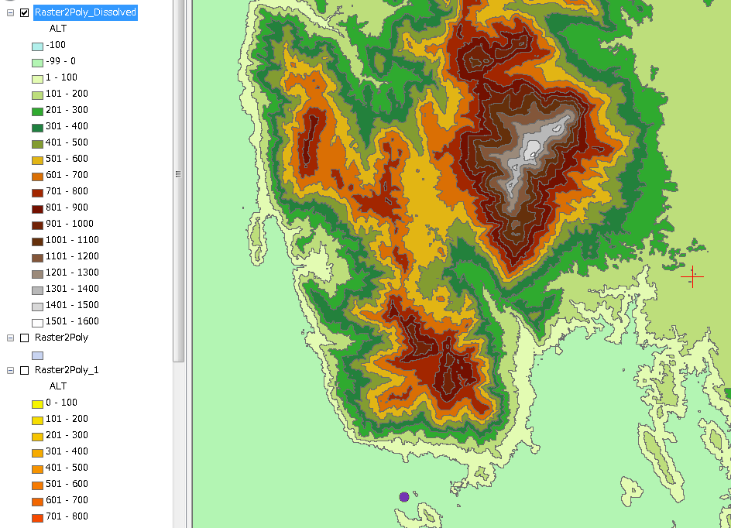 Raster2Poly_Dissolved
ALT
-100
-99 - 0
1 - 100
101 - 200
201 - 300
301 - 400
401 - 500
501 - 600
601 - 700
701 - 800
801 - 900
901 - 1000
1001 - 1100
1101 - 1200
1201 - 1300
1301 - 1400
1401 - 1500
1501 - 1600
Raster2Poly
Raster2Poly_1
ALT
0 - 100
101 - 200
201 - 300
301 - 400
401 - 500
501 - 600
601 - 700
701 - 800